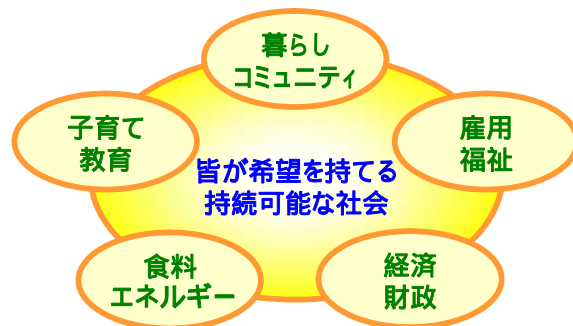 暮らし
コミュニティ
子育て
教育
雇用
福祉
皆が希望を持てる
持続可能な社会
食料
エネルギー
経済
財政